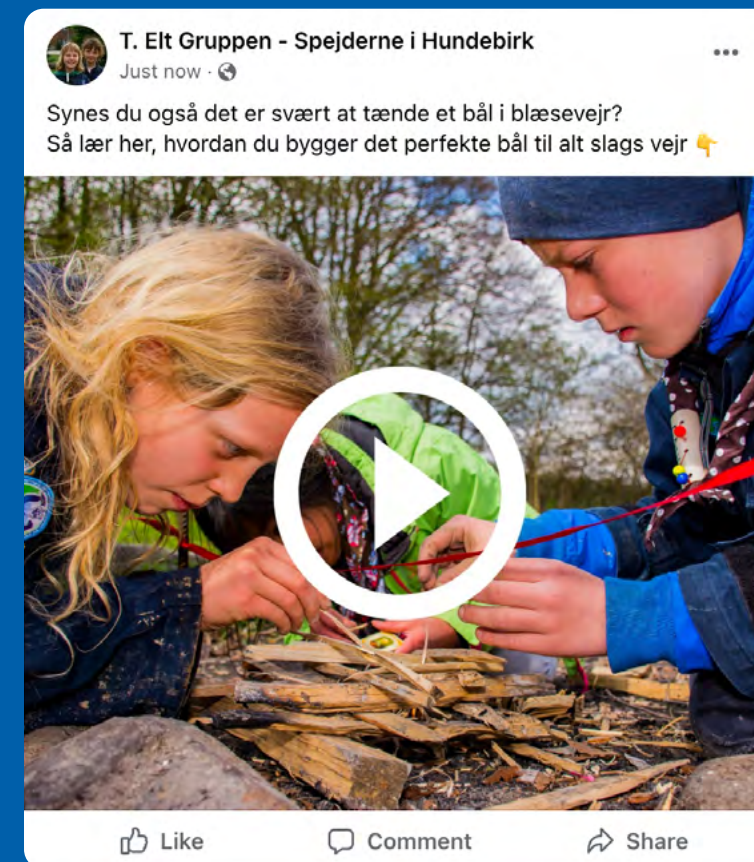 T. Elt Gruppen - Spejderne i Hundebirk
Just now ·
Synes du også det er svært at tænde et bål i blæsevejr?
Så lær her, hvordan du bygger det perfekte bål til alt slags vejr 👇
Like
Comment
Share